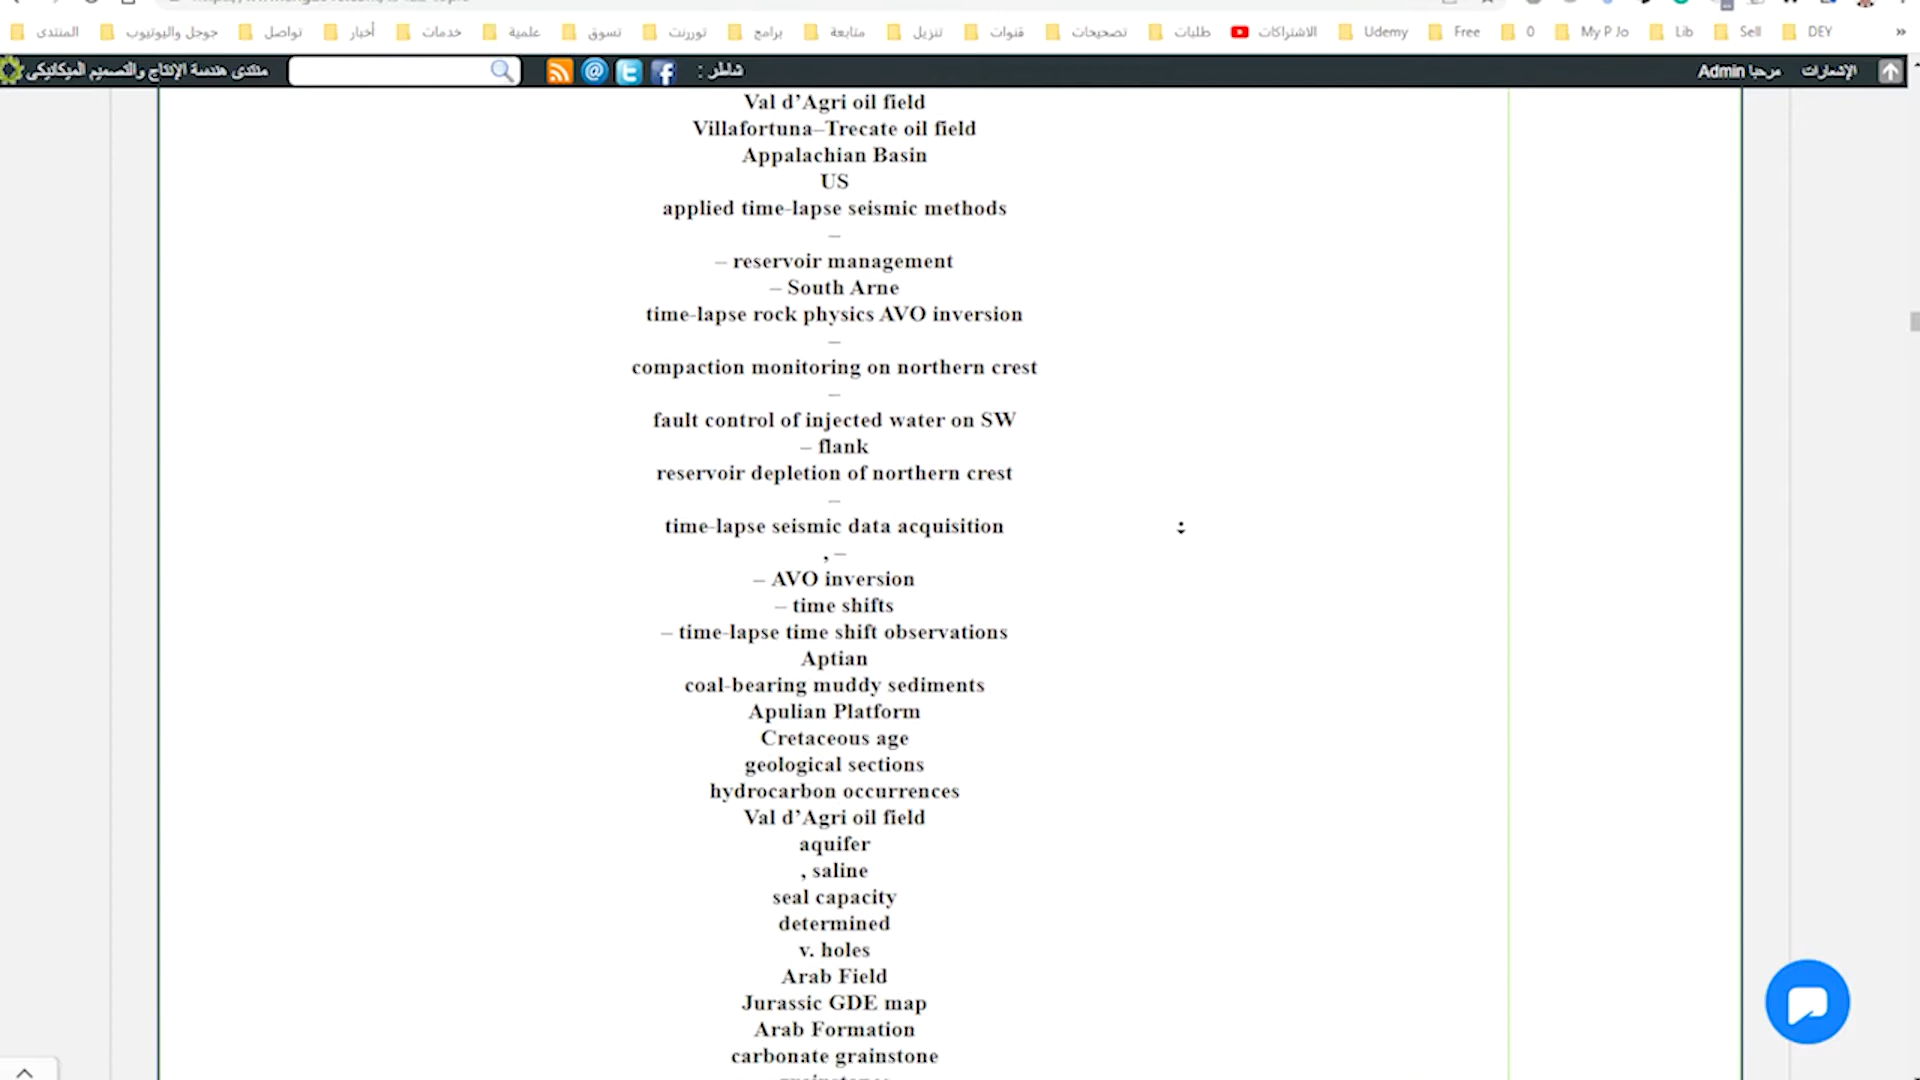 المنتدى
جوجل واليوتيوب
تواصل
أخبار
خدمات
علمية
تسوق
تورنت
برامج
متابعة
تنزيل
قنوات
تصحيحات
طلبات
الاشتراكات
Udemy
Free
0
My P Jo
Lib
Sell
DEY
»
منتدى هندسة الإنتاج والتصميم الميكانيكى
شاطر :
مرحبا Admin
الإشعارات
Val d’Agri oil field
Villafortuna–Trecate oil field
Appalachian Basin
US
applied time-lapse seismic methods
–
– reservoir management
– South Arne
time-lapse rock physics AVO inversion
–
compaction monitoring on northern crest
–
fault control of injected water on SW
– flank
reservoir depletion of northern crest
–
time-lapse seismic data acquisition
, –
– AVO inversion
– time shifts
– time-lapse time shift observations
Aptian
coal-bearing muddy sediments
Apulian Platform
Cretaceous age
geological sections
hydrocarbon occurrences
Val d’Agri oil field
aquifer
, saline
seal capacity
determined
v. holes
Arab Field
Jurassic GDE map
Arab Formation
carbonate grainstone